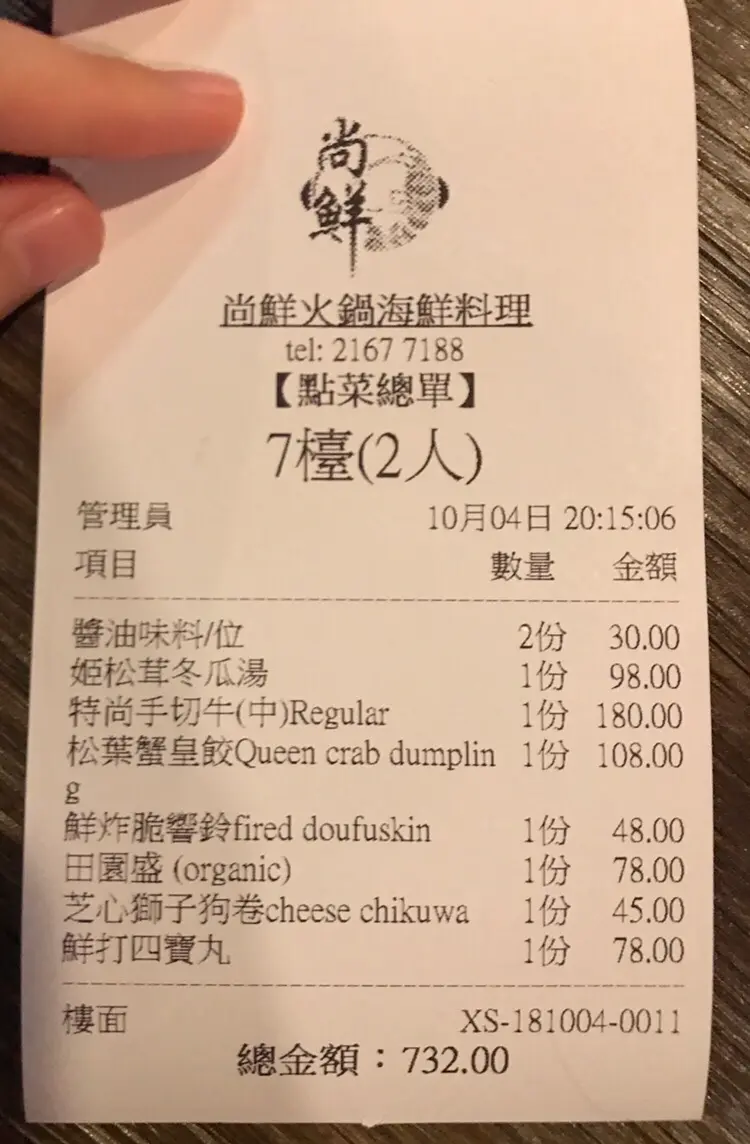 尚鮮
尚鮮火鍋海鮮料理
tel: 2167 7188
【點菜總單】
7檯(2人)
管理員 10月04日 20:15:06
項目 數量 金額
醬油味料/位 2份 30.00
姬松茸冬瓜湯 1份 98.00
特尚手切牛(中)Regular 1份 180.00
松葉蟹皇餃Queen crab dumplin 1份 108.00
g
鮮炸脆響鈴fired doufuskin 1份 48.00
田園盛 (organic) 1份 78.00
芝心獅子狗卷cheese chikuwa 1份 45.00
鮮打四寶丸 1份 78.00
樓面 XS-181004-0011
總金額：732.00